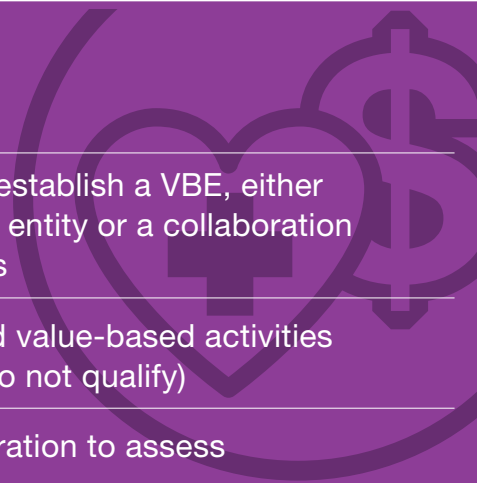 establish a VBE, either
entity or a collaboration
s
value-based activities
o not qualify)
ration to assess